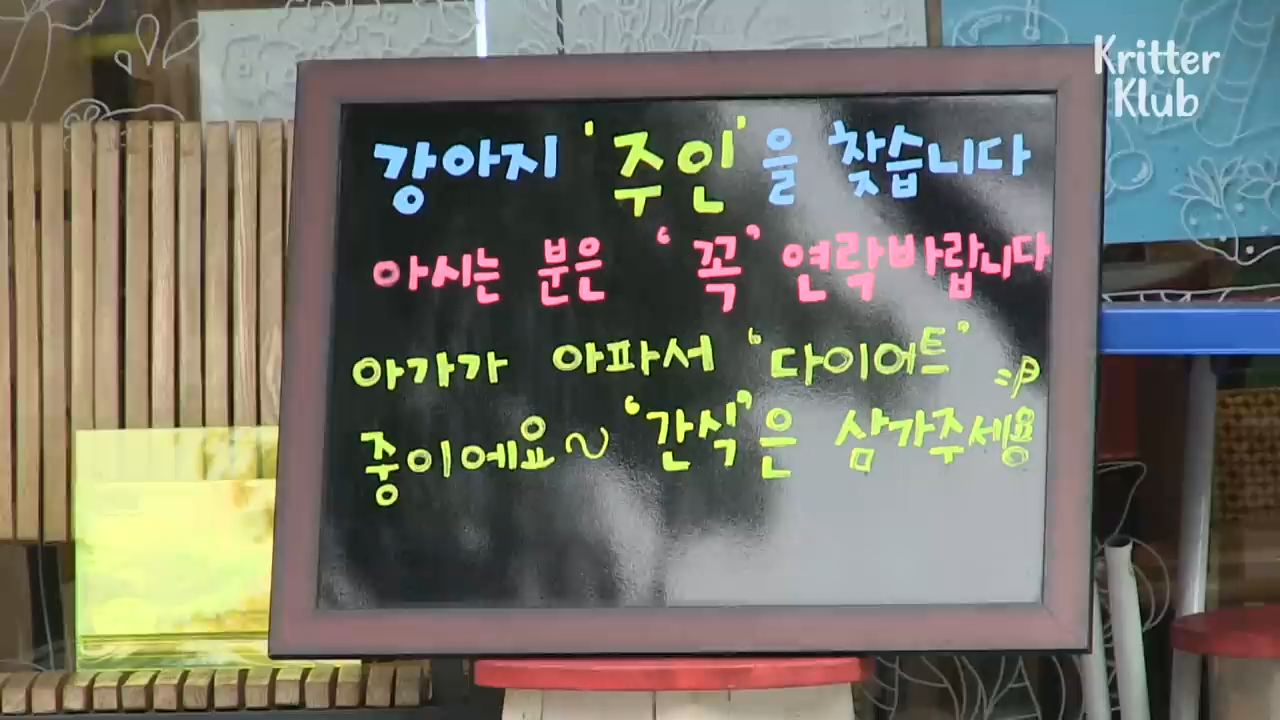 Kritter
Klub
강아지 '주인'을 찾습니다
아시는 분은 '꼭' 연락바랍니다
아가가 아파서 '다이어트' =;P
중이에요~ '간식'은 삼가주세용